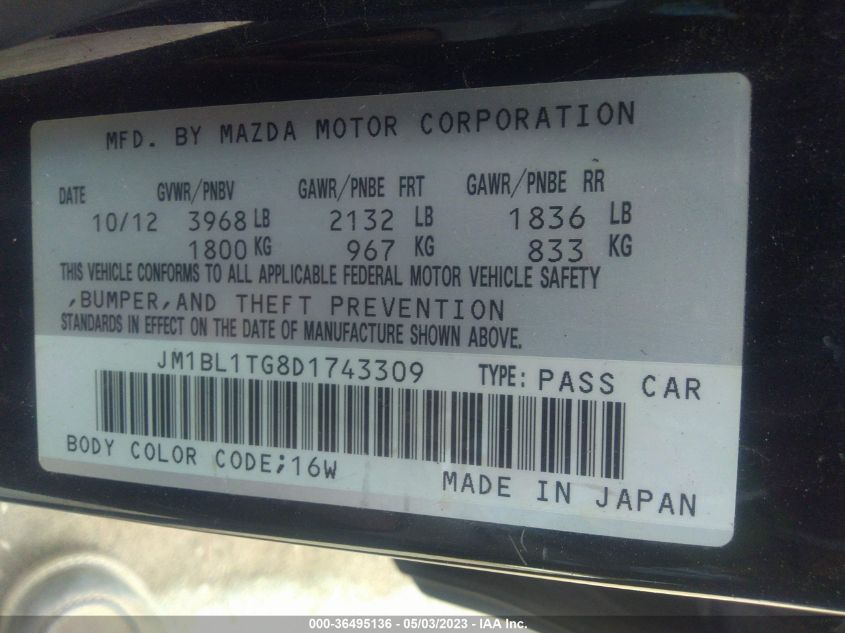 MFD. BY MAZDA MOTOR CORPORATION
DATE GVWR/PNBV GAWR/PNBE FRT GAWR/PNBE RR
10/12 3968 LB 2132 LB 1836 LB
1800 KG 967 KG 833 KG
THIS VEHICLE CONFORMS TO ALL APPLICABLE FEDERAL MOTOR VEHICLE SAFETY
,BUMPER,AND THEFT PREVENTION
STANDARDS IN EFFECT ON THE DATE OF MANUFACTURE SHOWN ABOVE.
JM1BL1TG8D1743309 TYPE: PASS CAR
BODY COLOR CODE;16W
MADE IN JAPAN
000-36495136 - 05/03/2023 - IAA Inc.